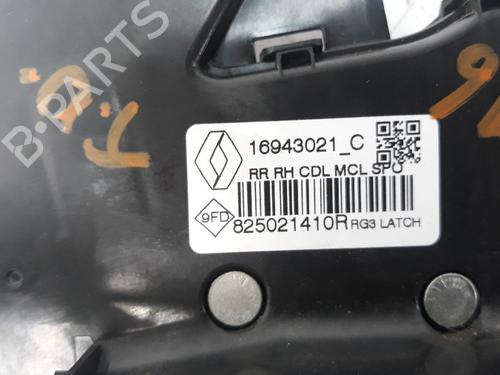 16943021_C
RR RH CDL MCL SPO
9FD
825021410R RG3 LATCH
B-PARTS